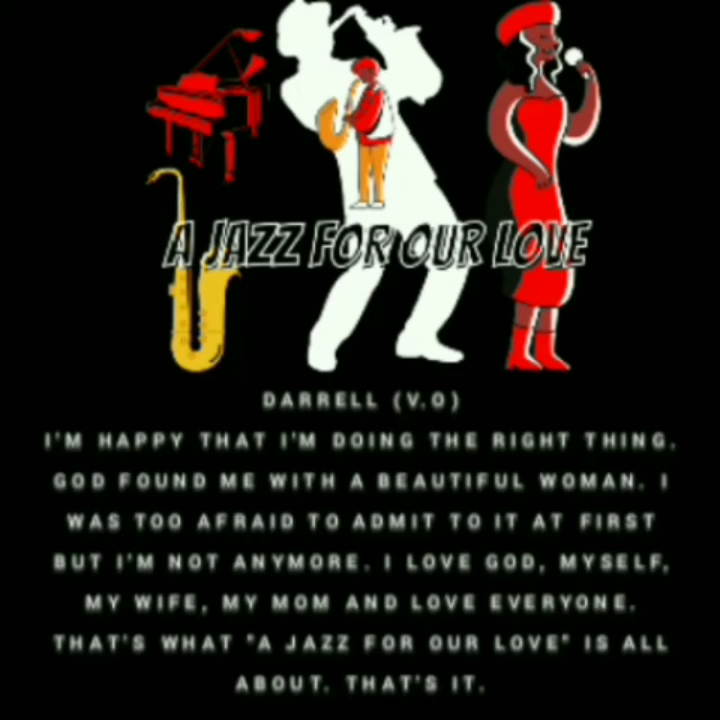 A JAZZ FOR OUR LOVE
DARRELL (V.O)
I'M HAPPY THAT I'M DOING THE RIGHT THING.
GOD FOUND ME WITH A BEAUTIFUL WOMAN. I
WAS TOO AFRAID TO ADMIT TO IT AT FIRST
BUT I'M NOT ANYMORE. I LOVE GOD, MYSELF,
MY WIFE, MY MOM AND LOVE EVERYONE.
THAT'S WHAT "A JAZZ FOR OUR LOVE" IS ALL
ABOUT. THAT'S IT.